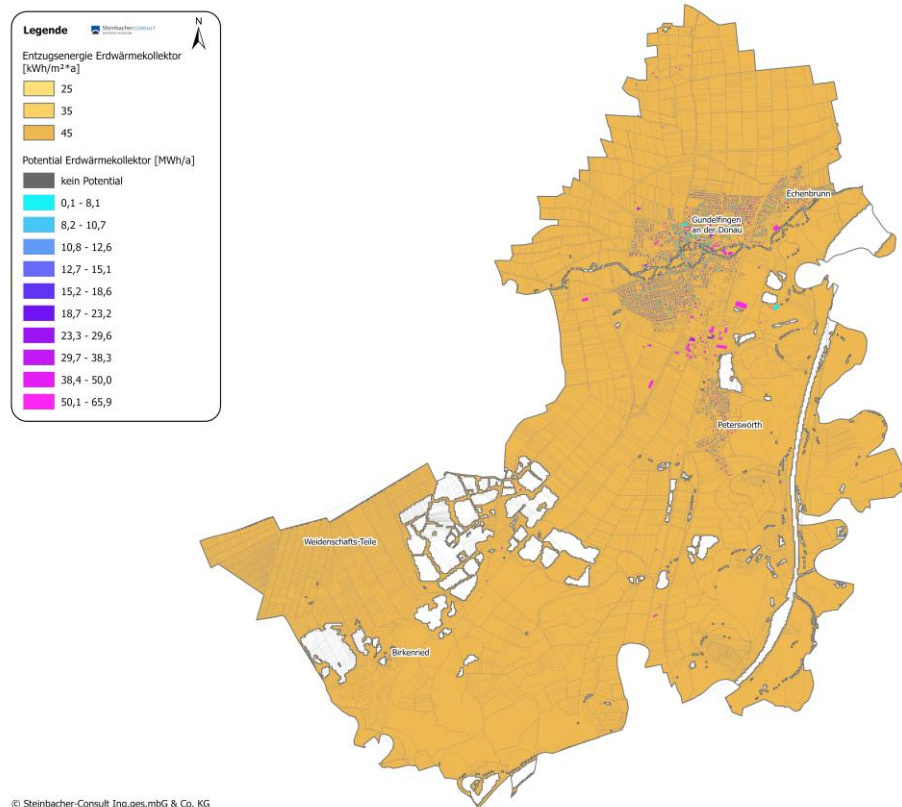 Legende
SteinbacherCONSULT
N
Entzugsenergie Erdwärmekollektor
[kWh/m²*a]
25
35
45
Potential Erdwärmekollektor [MWh/a]
kein Potential
0,1 - 8,1
8,2 - 10,7
10,8 - 12,6
12,7 - 15,1
15,2 - 18,6
18,7 - 23,2
23,3 - 29,6
29,7 - 38,3
38,4 - 50,0
50,1 - 65,9
Echenbrunn
Gundelfingen
an der Donau
Peterswörth
Weidenschafts-Teile
Birkenried
© Steinbacher-Consult Ing.ges.mbG & Co. KG